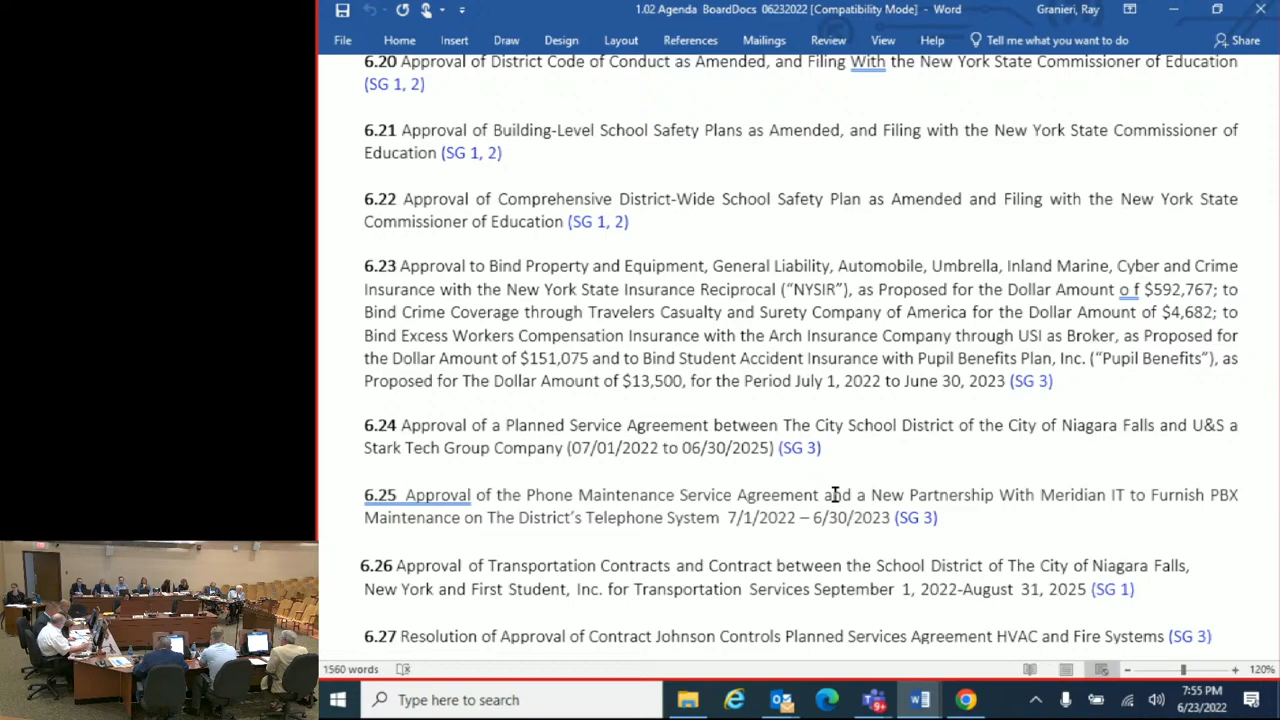 1.02 Agenda BoardDocs 06232022 [Compatibility Mode] - Word
Granieri, Ray
File Home Insert Draw Design Layout References Mailings Review View Help Tell me what you want to do Share
6.20 Approval of District Code of Conduct as Amended, and Filing With the New York State Commissioner of Education
(SG 1, 2)
6.21 Approval of Building-Level School Safety Plans as Amended, and Filing with the New York State Commissioner of
Education (SG 1, 2)
6.22 Approval of Comprehensive District-Wide School Safety Plan as Amended and Filing with the New York State
Commissioner of Education (SG 1, 2)
6.23 Approval to Bind Property and Equipment, General Liability, Automobile, Umbrella, Inland Marine, Cyber and Crime
Insurance with the New York State Insurance Reciprocal (“NYSIR”), as Proposed for the Dollar Amount o f $592,767; to
Bind Crime Coverage through Travelers Casualty and Surety Company of America for the Dollar Amount of $4,682; to
Bind Excess Workers Compensation Insurance with the Arch Insurance Company through USI as Broker, as Proposed for
the Dollar Amount of $151,075 and to Bind Student Accident Insurance with Pupil Benefits Plan, Inc. (“Pupil Benefits”), as
Proposed for The Dollar Amount of $13,500, for the Period July 1, 2022 to June 30, 2023 (SG 3)
6.24 Approval of a Planned Service Agreement between The City School District of the City of Niagara Falls and U&S a
Stark Tech Group Company (07/01/2022 to 06/30/2025) (SG 3)
6.25 Approval of the Phone Maintenance Service Agreement and a New Partnership With Meridian IT to Furnish PBX
Maintenance on The District’s Telephone System 7/1/2022 – 6/30/2023 (SG 3)
6.26 Approval of Transportation Contracts and Contract between the School District of The City of Niagara Falls,
New York and First Student, Inc. for Transportation Services September 1, 2022-August 31, 2025 (SG 1)
6.27 Resolution of Approval of Contract Johnson Controls Planned Services Agreement HVAC and Fire Systems (SG 3)
1560 words
120%
Type here to search
7:55 PM
6/23/2022